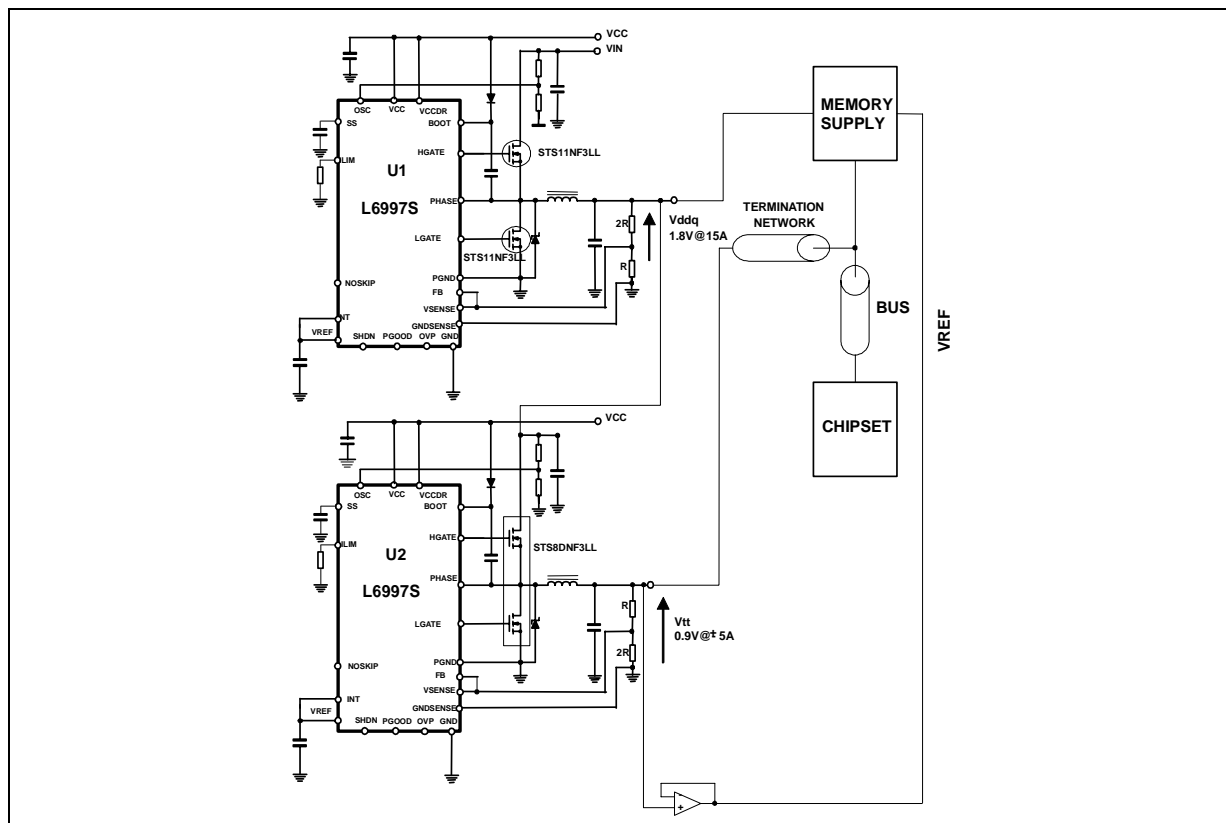 VCC
VIN
OSC
VCC
VCCDR
SS
BOOT
ILIM
HGATE
STS11NF3LL
U1
L6997S
PHASE
LGATE
STS11NF3LL
2R
R
Vddq
1.8V@15A
PGND
FB
NOSKIP
VSENSE
INT
GNDSENSE
VREF
SHDN
PGOOD
OVP
GND
MEMORY
SUPPLY
TERMINATION
NETWORK
BUS
VREF
CHIPSET
VCC
OSC
VCC
VCCDR
SS
BOOT
ILIM
HGATE
STS8DNF3LL
U2
L6997S
PHASE
LGATE
R
2R
Vtt
0.9V@± 5A
PGND
NOSKIP
FB
VSENSE
INT
GNDSENSE
VREF
SHDN
PGOOD
OVP
GND
-
+